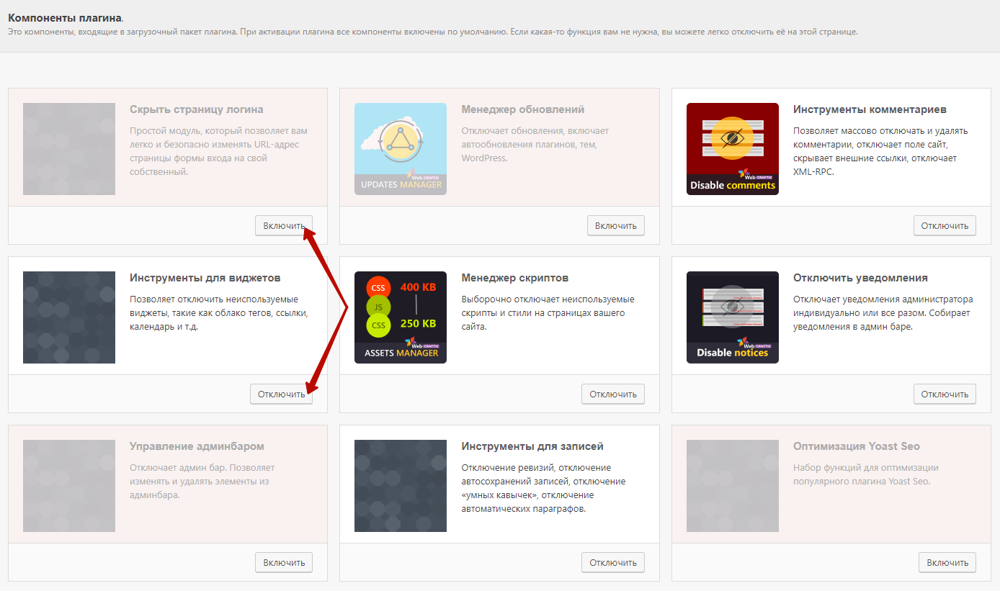 Компоненты плагина.
Это компоненты, входящие в загрузочный пакет плагина. При активации плагина все компоненты включены по умолчанию. Если какая-то функция вам не нужна, вы можете легко отключить её на этой странице.
Скрыть страницу логина
Простой модуль, который позволяет вам
легко и безопасно изменять URL-адрес
страницы формы входа на свой
собственный.
Включить
WebCRAFTIC
UPDATES MANAGER
Менеджер обновлений
Отключает обновления, включает
автообновления плагинов, тем,
WordPress.
Включить
WebCRAFTIC
Disable comments
Инструменты комментариев
Позволяет массово отключать и удалять
комментарии, отключает поле сайт,
скрывает внешние ссылки, отключает
XML-RPC.
Отключить
Инструменты для виджетов
Позволяет отключить неиспользуемые
виджеты, такие как облако тегов, ссылки,
календарь и т.д.
Отключить
CSS
400 KB
JS
CSS
250 KB
WebCRAFTIC
ASSETS MANAGER
Менеджер скриптов
Выборочно отключает неиспользуемые
скрипты и стили на страницах вашего
сайта.
Отключить
WebCRAFTIC
Disable notices
Отключить уведомления
Отключает уведомления администратора
индивидуально или все разом. Собирает
уведомления в админ баре.
Отключить
Управление админбаром
Отключает админ бар. Позволяет
изменять и удалять элементы из
админбара.
Включить
Инструменты для записей
Отключение ревизий, отключение
автосохранений записей, отключение
«умных кавычек», отключение
автоматических параграфов.
Отключить
Оптимизация Yoast Seo
Набор функций для оптимизации
популярного плагина Yoast Seo.
Включить